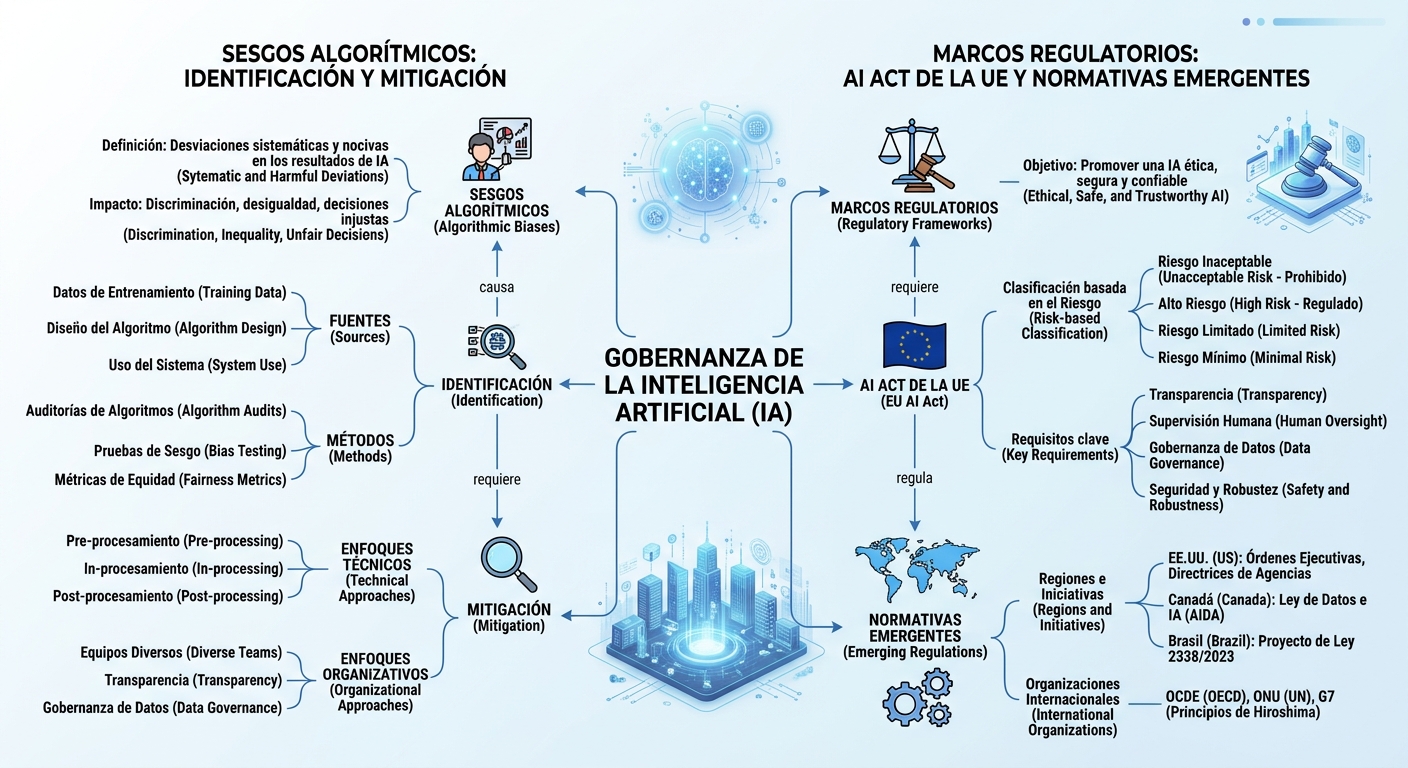 SESGOS ALGORÍTMICOS:
IDENTIFICACIÓN Y MITIGACIÓN
Definición: Desviaciones sistemáticas y nocivas
en los resultados de IA
(Sytematic and Harmful Deviations)
Impacto: Discriminación, desigualdad, decisiones
injustas
(Discrimination, Inequality, Unfair Decisiens)
SESGOS
ALGORÍTMICOS
(Algorithmic Biases)
causa
Datos de Entrenamiento (Training Data)
Diseño del Algoritmo (Algorithm Design)
Uso del Sistema (System Use)
FUENTES
(Sources)
IDENTIFICACIÓN
(Identification)
Auditorías de Algoritmos (Algorithm Audits)
Pruebas de Sesgo (Bias Testing)
Métricas de Equidad (Fairness Metrics)
MÉTODOS
(Methods)
requiere
Pre-procesamiento (Pre-processing)
In-procesamiento (In-processing)
Post-procesamiento (Post-processing)
ENFOQUES
TÉCNICOS
(Technical
Approaches)
MITIGACIÓN
(Mitigation)
Equipos Diversos (Diverse Teams)
Transparencia (Transparency)
Gobernanza de Datos (Data Governance)
ENFOQUES
ORGANIZATIVOS
(Organizational
Approaches)
GOBERNANZA DE
LA INTELIGENCIA
ARTIFICIAL (IA)
MARCOS REGULATORIOS:
AI ACT DE LA UE Y NORMATIVAS EMERGENTES
MARCOS REGULATORIOS
(Regulatory Frameworks)
Objetivo: Promover una IA ética,
segura y confiable
(Ethical, Safe, and Trustworthy AI)
requiere
AI ACT DE LA UE
(EU AI Act)
Clasificación basada
en el Riesgo
(Risk-based
Classification)
Riesgo Inaceptable
(Unacceptable Risk - Prohibido)
Alto Riesgo (High Risk - Regulado)
Riesgo Limitado (Limited Risk)
Riesgo Mínimo (Minimal Risk)
Requisitos clave
(Key Requirements)
Transparencia (Transparency)
Supervisión Humana (Human Oversight)
Gobernanza de Datos (Data
Governance)
Seguridad y Robustez (Safety and
Robustness)
regula
NORMATIVAS
EMERGENTES
(Emerging Regulations)
Regiones e
Iniciativas
(Regions and
Initiatives)
EE.UU. (US): Órdenes Ejecutivas,
Directrices de Agencias
Canadá (Canada): Ley de Datos e
IA (AIDA)
Brasil (Brazil): Proyecto de Ley
2338/2023
Organizaciones
Internacionales
(International
Organizations)
OCDE (OECD), ONU (UN), G7
(Principios de Hiroshima)